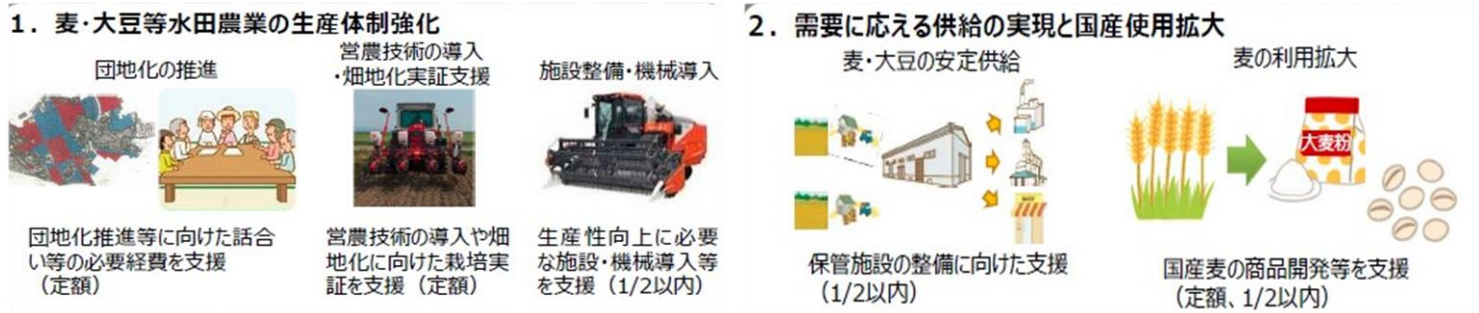 1．麦・大豆等水田農業の生産体制強化
団地化の推進
営農技術の導入
・畑地化実証支援
施設整備・機械導入
団地化推進等に向けた話合
い等の必要経費を支援
（定額）
営農技術の導入や畑
地化に向けた栽培実
証を支援（定額）
生産性向上に必要
な施設・機械導入等
を支援（1/2以内）
2．需要に応える供給の実現と国産使用拡大
麦・大豆の安定供給
麦の利用拡大
大麦粉
保管施設の整備に向けた支援
（1/2以内）
国産麦の商品開発等を支援
（定額、1/2以内）